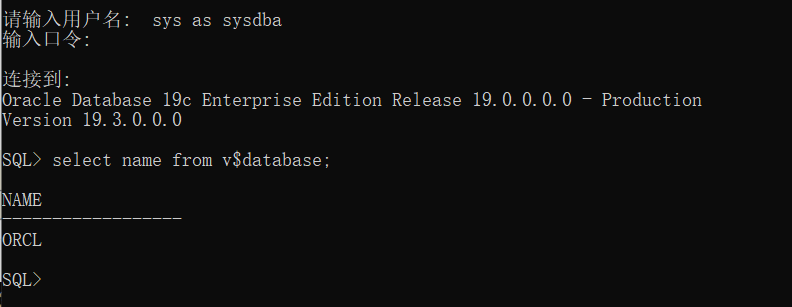 请输入用户名:  sys as sysdba
输入口令:
连接到:
Oracle Database 19c Enterprise Edition Release 19.0.0.0.0 - Production
Version 19.3.0.0.0
SQL> select name from v$database;
NAME
------------------
ORCL
SQL>